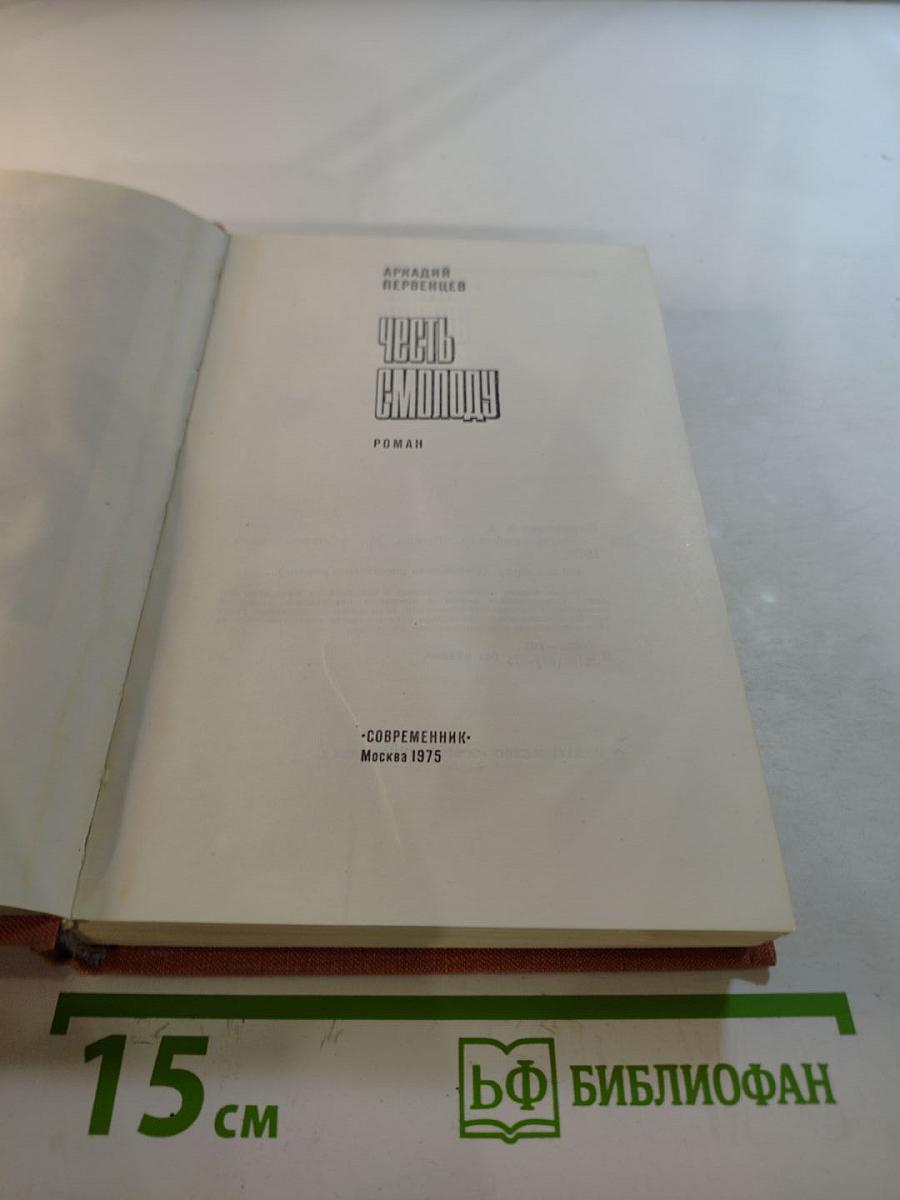 АРКАДИЙ
ПЕРВЕНЦЕВ
ЧЕСТЬ
СМОЛОДУ
РОМАН
«СОВРЕМЕННИК»
Москва 1975
15 см
БФ БИБЛИОФАН